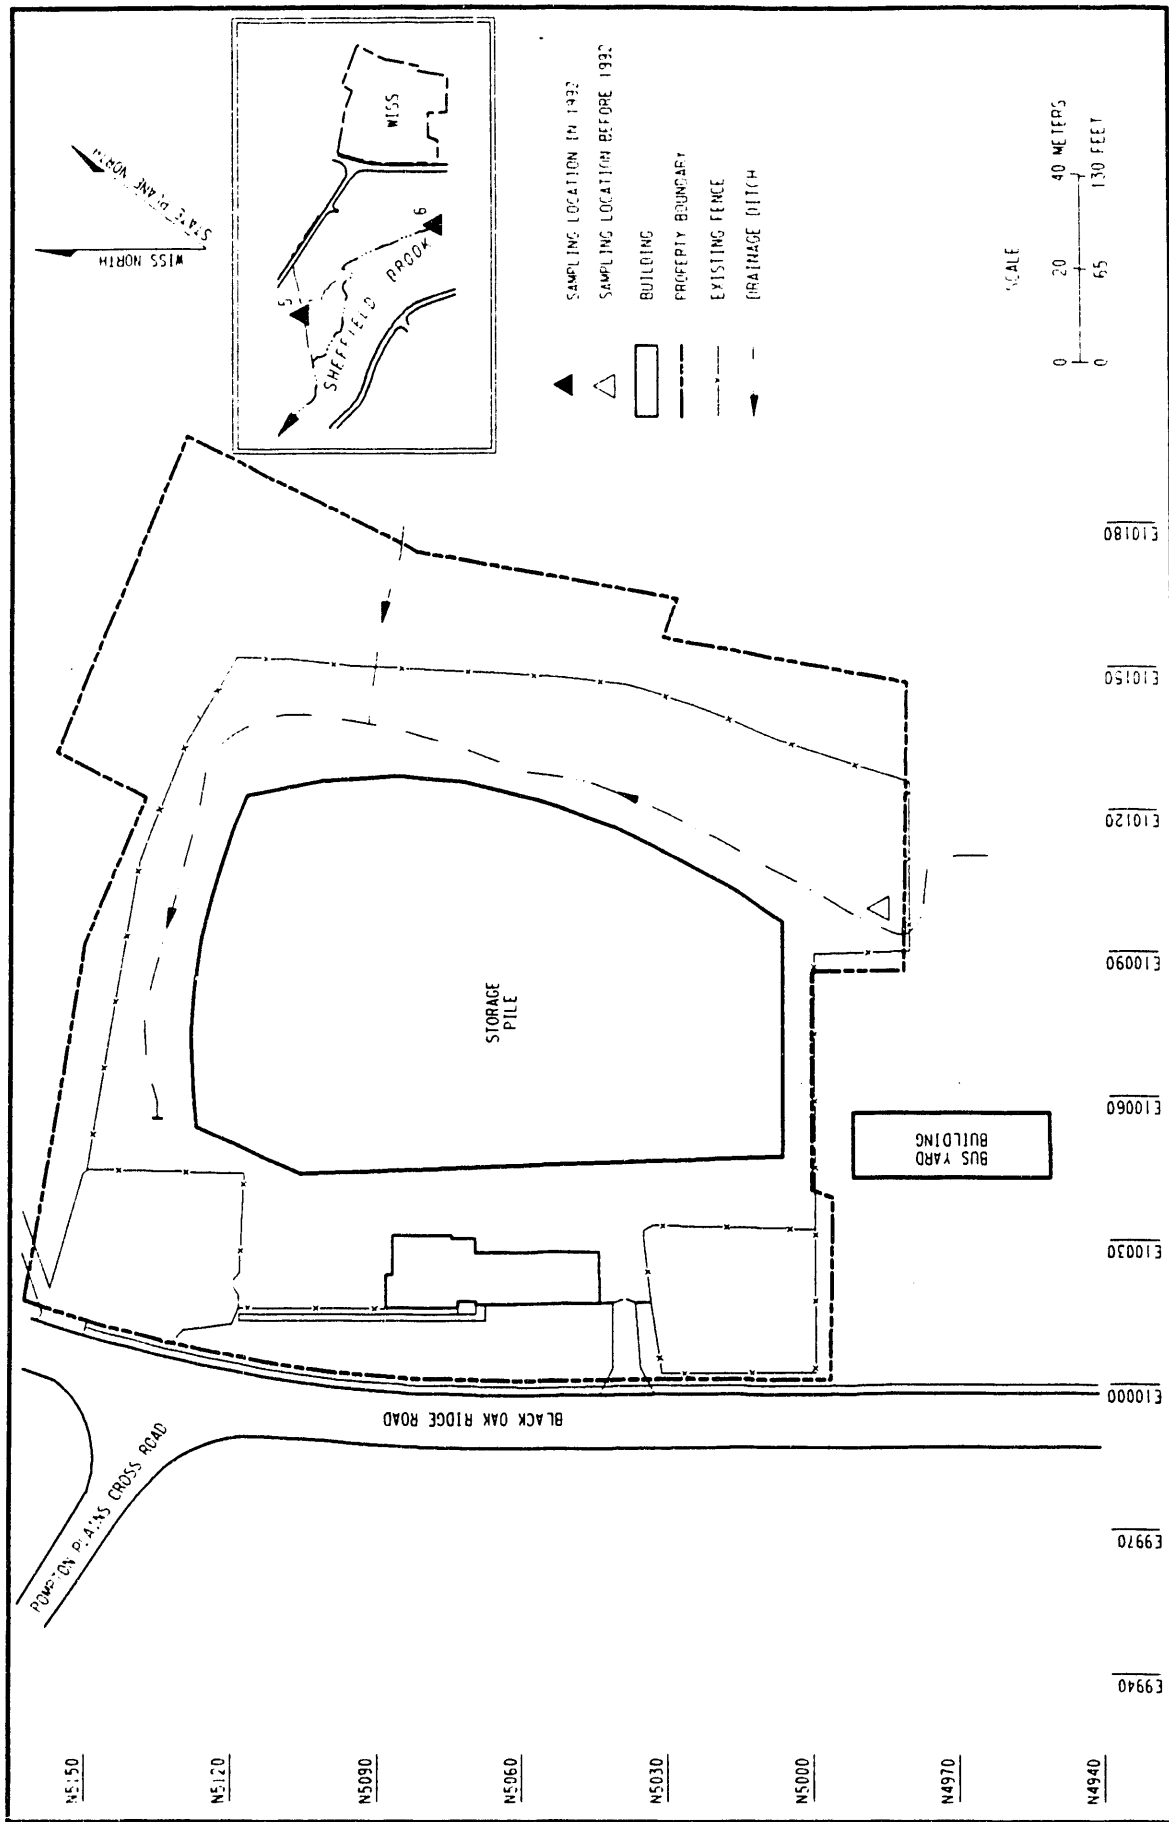 WISS NORTH
STATE PLANE NORTH
WISS
5
6
SHEFFIELD BROOK
SAMPLING LOCATION IN 1992
SAMPLING LOCATION BEFORE 1992
BUILDING
PROPERTY BOUNDARY
EXISTING FENCE
DRAINAGE DITCH
SCALE
0 20 40 METERS
0 65 130 FEET
STORAGE
PILE
BUS YARD
BUILDING
BLACK OAK RIDGE ROAD
POMPTON PLAINS CROSS ROAD
N5150
N5120
N5090
N5060
N5030
N5000
N4970
N4940
E9940
E9970
E10000
E10030
E10060
E10090
E10120
E10150
E10180